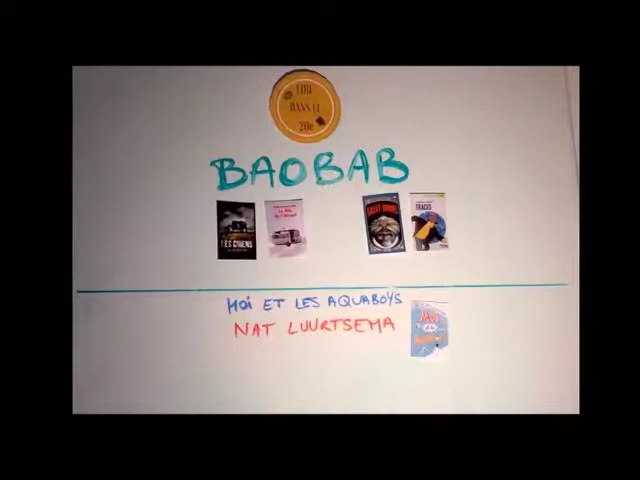 LIRE
DANS LE
20e
BAOBAB
LES CHIENS
TRACES
MOI ET LES AQUABOYS
NAT LUURTSEMA